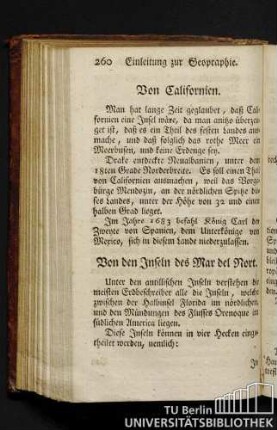 260 Einleitung zur Geographie.
Von Californien.
Man hat lange Zeit geglaubet, daß Cali-
fornien eine Insel wäre, da man anitzo überzeu-
get ist, daß es ein Theil des festen Landes aus-
mache, und daß folglich das rothe Meer ein
Meerbusen, und keine Erdenge sey.
Drake entdeckte Neualbanien, unter dem
18ten Grade Norderbreite. Es soll einen Theil
von Californien ausmachen, weil das Vorge-
bürge Mendozin, an der nördlichen Spitze die-
ses Landes, unter der Höhe von 32 und einem
halben Grad lieget.
Im Jahre 1683 befahl König Carl der
Zweyte von Spanien, dem Unterkönige von
Mexico, sich in diesem Lande niederzulassen.
Von den Inseln des Mar del Nort.
Unter den antillischen Inseln verstehen die
meisten Erdbeschreiber alle die Inseln, welche
zwischen der Halbinsel Florida im nördlichen,
und den Mündungen des Flusses Orenoque im
südlichen America liegen.
Diese Inseln können in vier Hecken einge-
theilet werden, nemlich:
In
TU Berlin
UNIVERSITÄTSBIBLIOTHEK